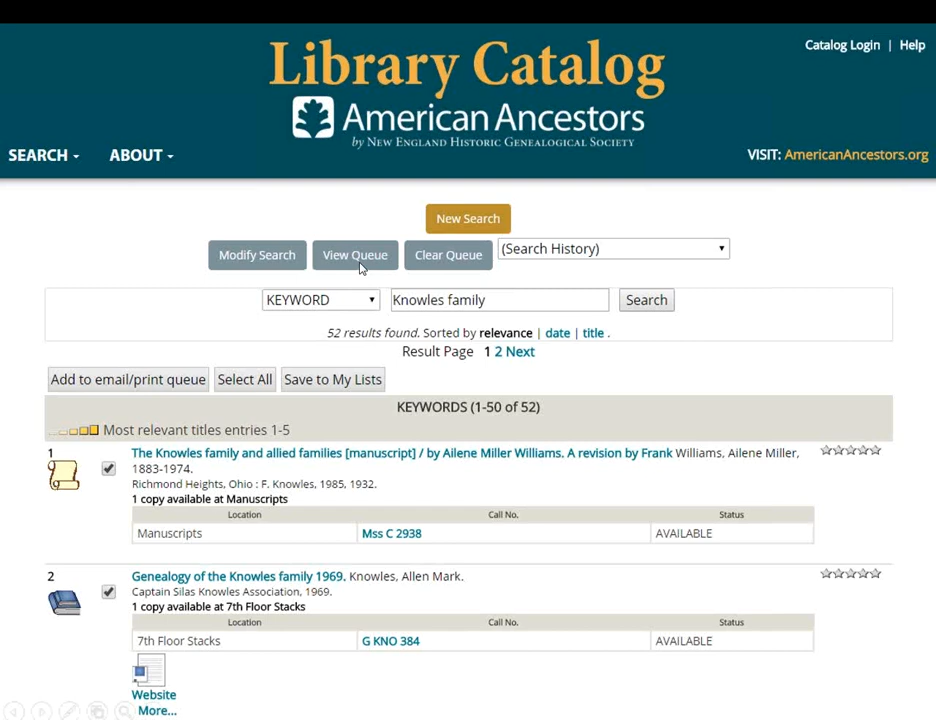 Catalog Login | Help
Library Catalog
American Ancestors
by NEW ENGLAND HISTORIC GENEALOGICAL SOCIETY
SEARCH
ABOUT
VISIT: AmericanAncestors.org
New Search
Modify Search
View Queue
Clear Queue
(Search History)
KEYWORD
Knowles family
Search
52 results found. Sorted by relevance | date | title .
Result Page 1 2 Next
Add to email/print queue
Select All
Save to My Lists
KEYWORDS (1-50 of 52)
Most relevant titles entries 1-5
1
The Knowles family and allied families [manuscript] / by Ailene Miller Williams. A revision by Frank Williams, Ailene Miller,
1883-1974.
Richmond Heights, Ohio : F. Knowles, 1985, 1932.
1 copy available at Manuscripts
Location Call No. Status
Manuscripts Mss C 2938 AVAILABLE
2
Genealogy of the Knowles family 1969. Knowles, Allen Mark.
Captain Silas Knowles Association, 1969.
1 copy available at 7th Floor Stacks
Location Call No. Status
7th Floor Stacks G KNO 384 AVAILABLE
Website
More...